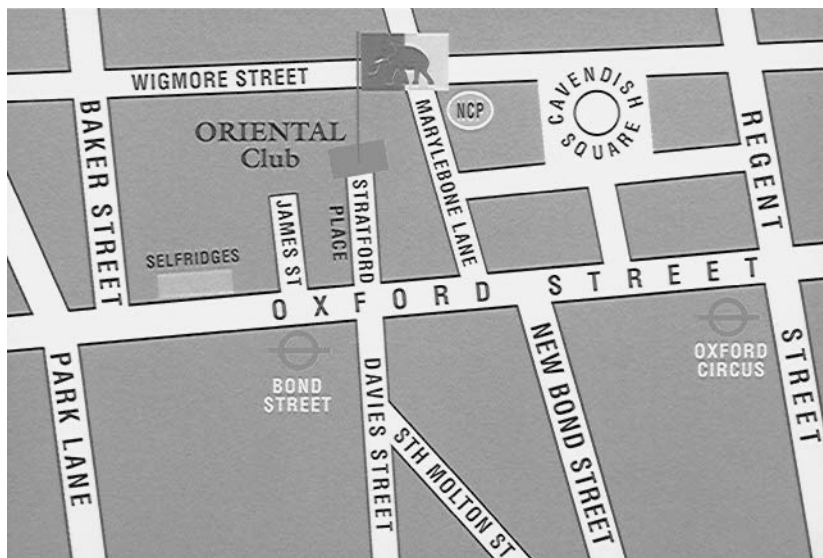 WIGMORE STREET
NCP
CAVENDISH
SQUARE
BAKER STREET
ORIENTAL
Club
MARYLEBONE LANE
REGENT
STREET
JAMES ST
STRATFORD
PLACE
SELFRIDGES
OXFORD STREET
BOND
STREET
OXFORD
CIRCUS
PARK LANE
DAVIES STREET
STH MOLTON ST
NEW BOND STREET